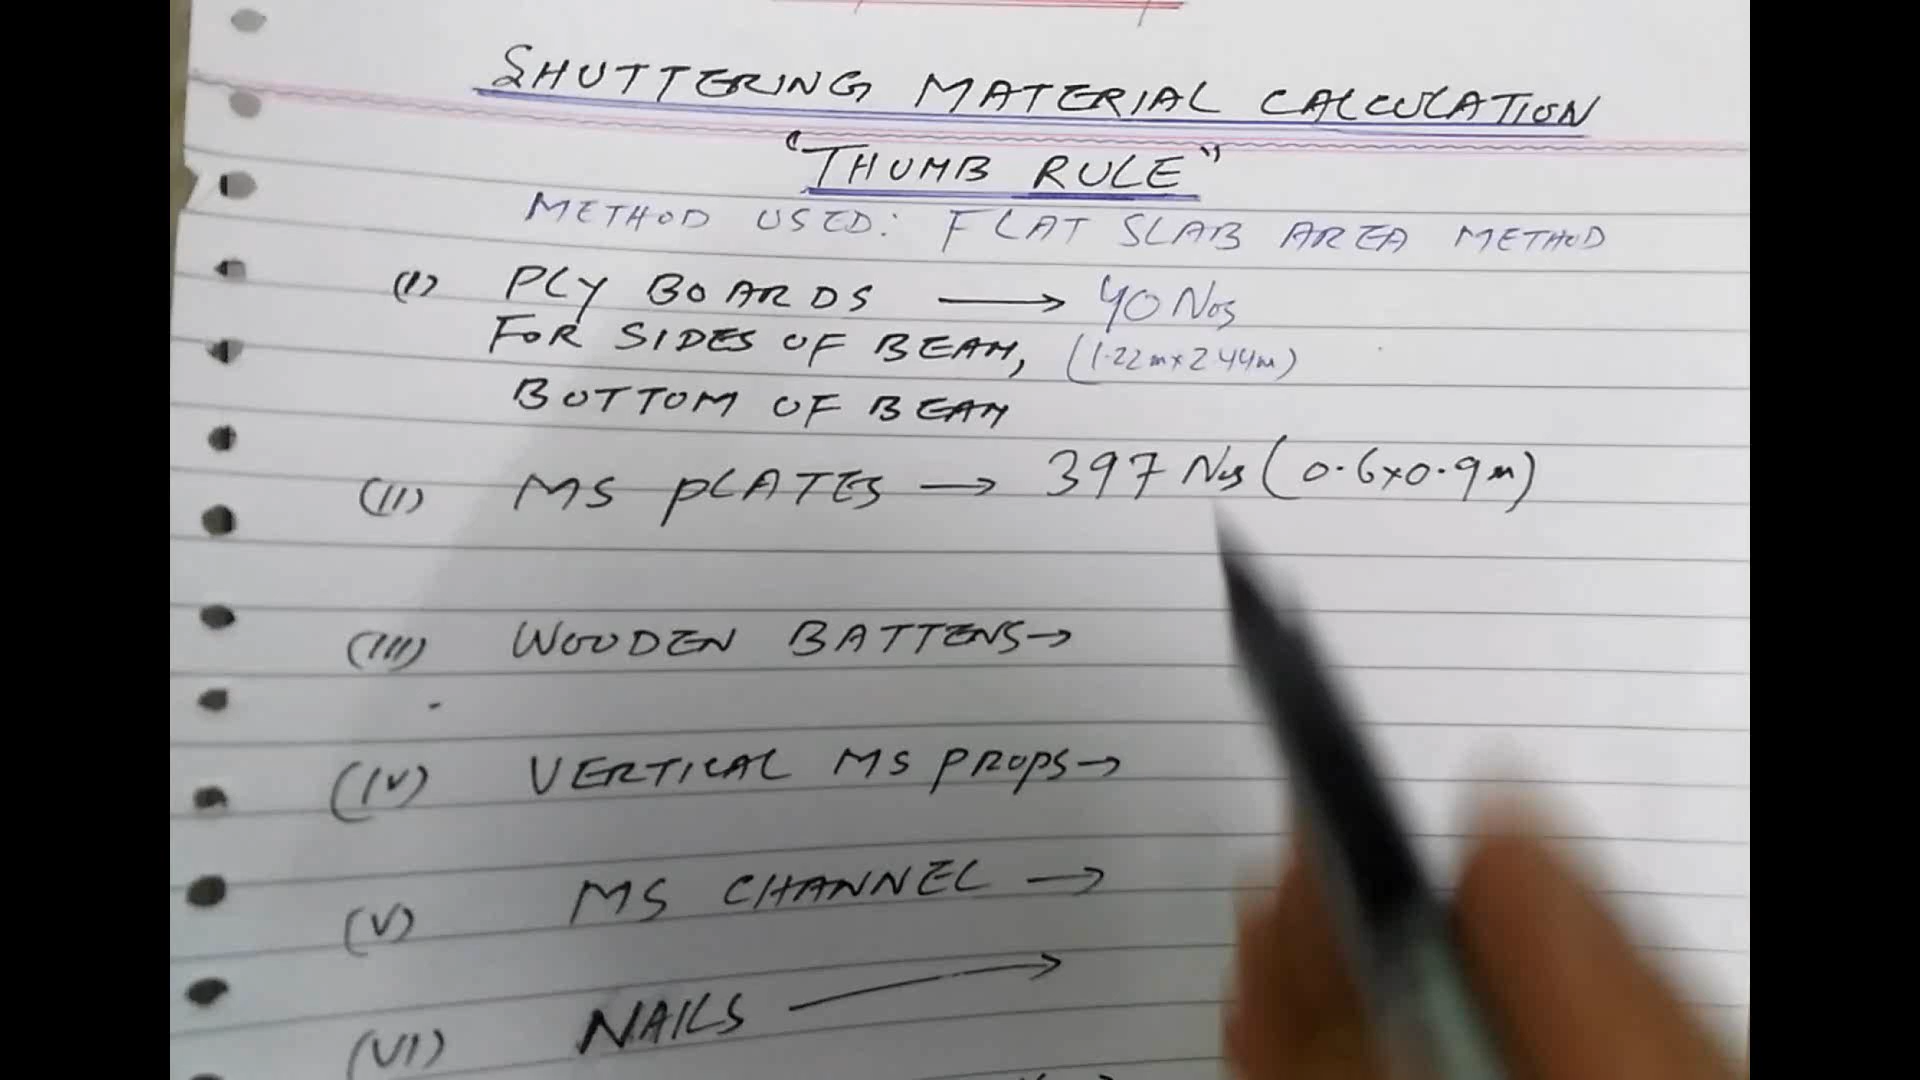 SHUTTERING MATERIAL CALCULATION
"THUMB RULE"
METHOD USED: FLAT SLAB AREA METHOD
(I) PLY BOARDS → 40 Nos
FOR SIDES OF BEAM, (1.22m x 2.44m)
BOTTOM OF BEAM
(II) MS PLATES → 397 Nos (0.6x0.9m)
(III) WOODEN BATTENS→
(IV) VERTICAL MS PROPS→
(V) MS CHANNEL →
(VI) NAILS →